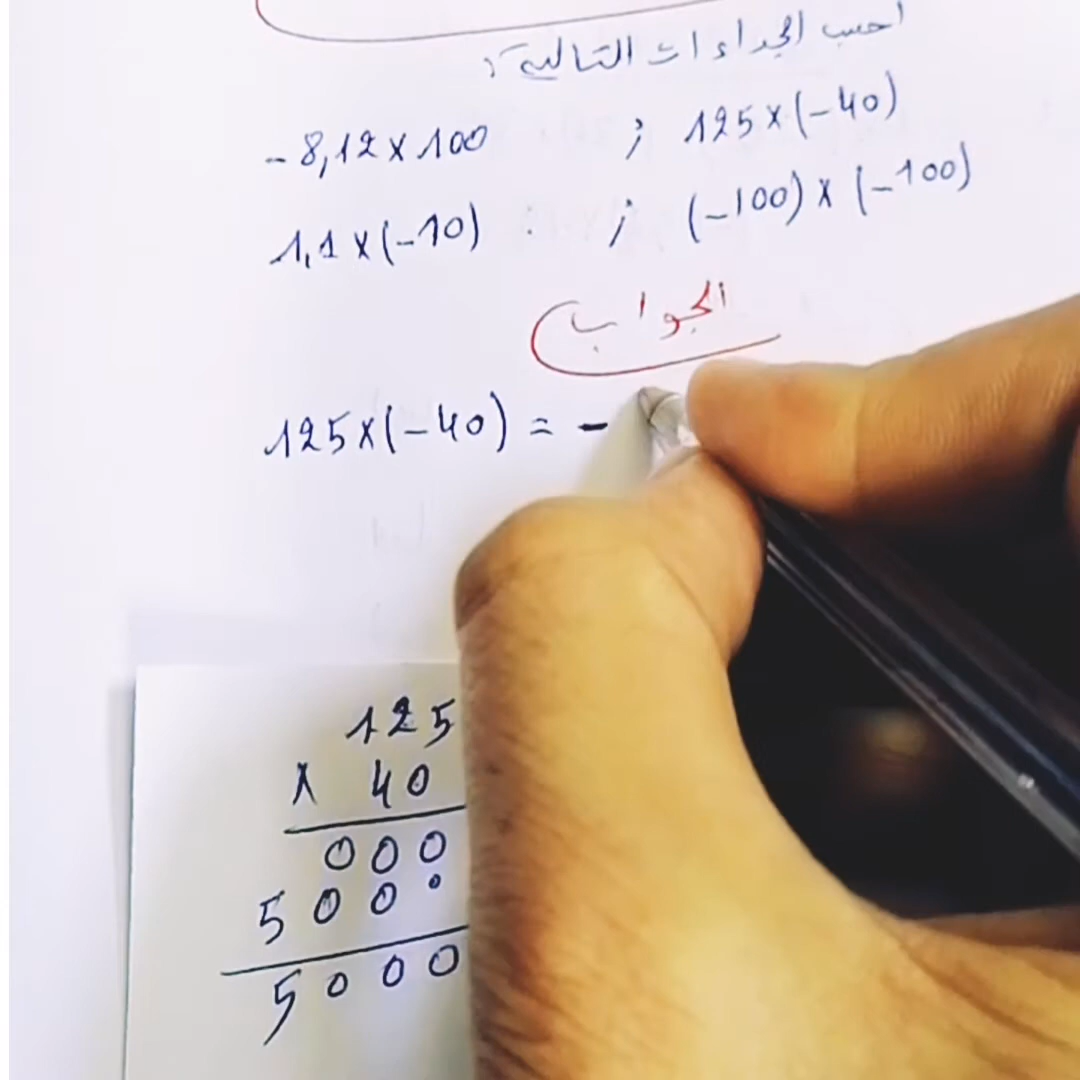 احسب الجداءات التالية:
-8,12×100 ; 125×(-40)
1,1×(-10) ; (-100)×(-100)
الجواب
125×(-40) = -
125
× 40
000
500°
5000